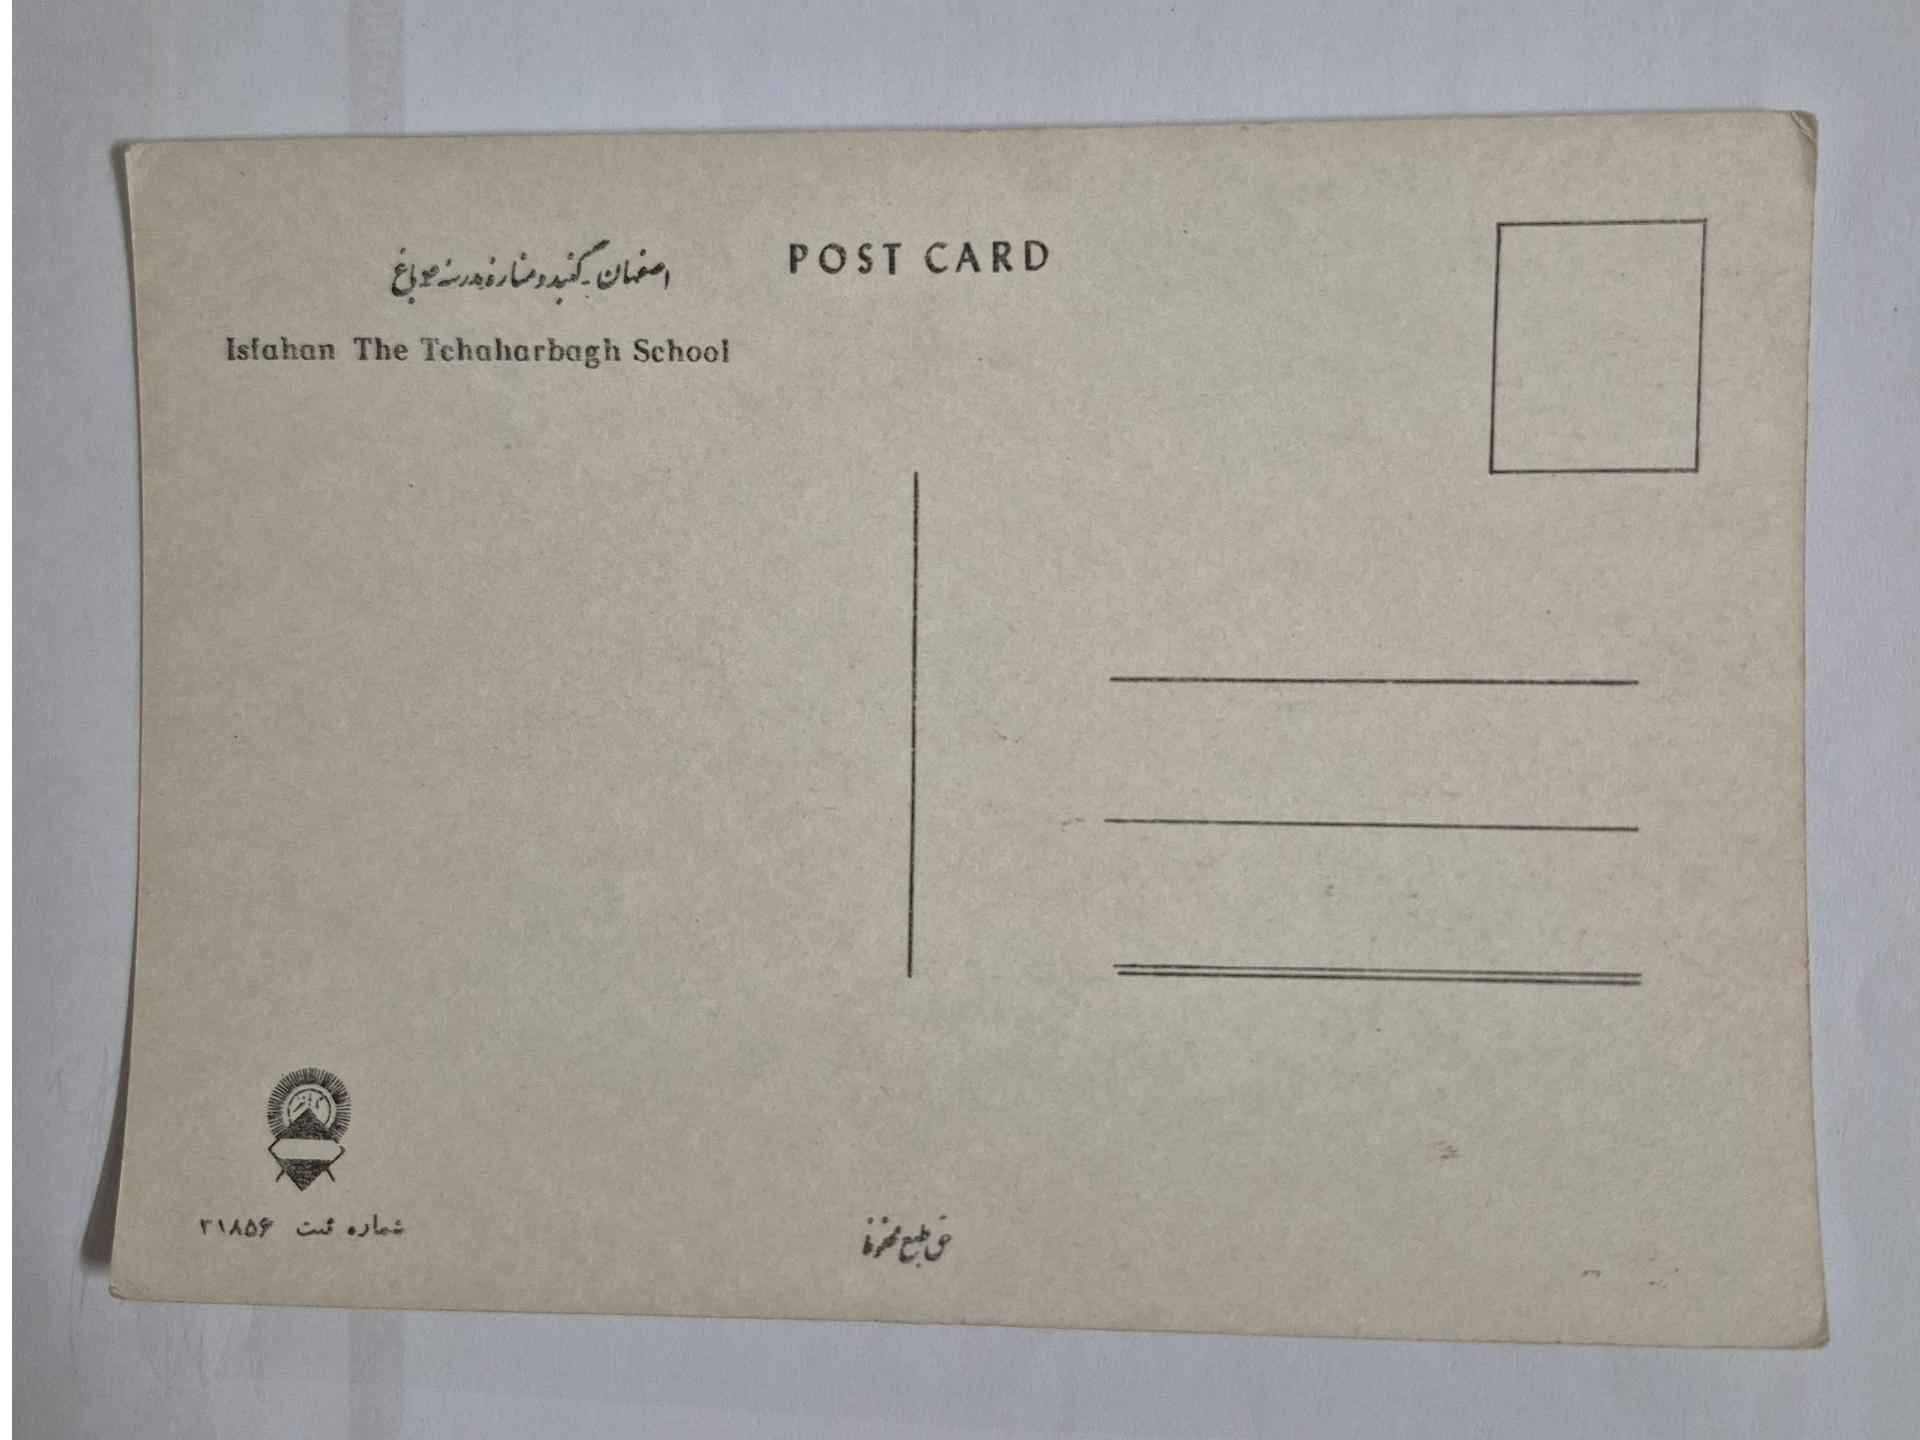 اصفهان - گنبد و مناره مدرسه چهارباغ
POST CARD
Isfahan The Tchaharbagh School
شماره ثبت ۲۱۸۵۶
حق طبع محفوظ